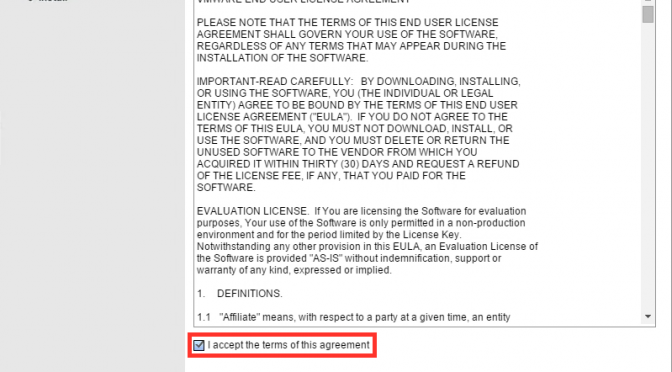 VMWARE END USER LICENSE AGREEMENT
PLEASE NOTE THAT THE TERMS OF THIS END USER LICENSE
AGREEMENT SHALL GOVERN YOUR USE OF THE SOFTWARE,
REGARDLESS OF ANY TERMS THAT MAY APPEAR DURING THE
INSTALLATION OF THE SOFTWARE.
IMPORTANT-READ CAREFULLY: BY DOWNLOADING, INSTALLING,
OR USING THE SOFTWARE, YOU (THE INDIVIDUAL OR LEGAL
ENTITY) AGREE TO BE BOUND BY THE TERMS OF THIS END USER
LICENSE AGREEMENT ("EULA"). IF YOU DO NOT AGREE TO THE
TERMS OF THIS EULA, YOU MUST NOT DOWNLOAD, INSTALL, OR
USE THE SOFTWARE, AND YOU MUST DELETE OR RETURN THE
UNUSED SOFTWARE TO THE VENDOR FROM WHICH YOU
ACQUIRED IT WITHIN THIRTY (30) DAYS AND REQUEST A REFUND
OF THE LICENSE FEE, IF ANY, THAT YOU PAID FOR THE
SOFTWARE.
EVALUATION LICENSE. If You are licensing the Software for evaluation
purposes, Your use of the Software is only permitted in a non-production
environment and for the period limited by the License Key.
Notwithstanding any other provision in this EULA, an Evaluation License of
the Software is provided "AS-IS" without indemnification, support or
warranty of any kind, expressed or implied.
1. DEFINITIONS.
1.1 "Affiliate" means, with respect to a party at a given time, an entity
I accept the terms of this agreement